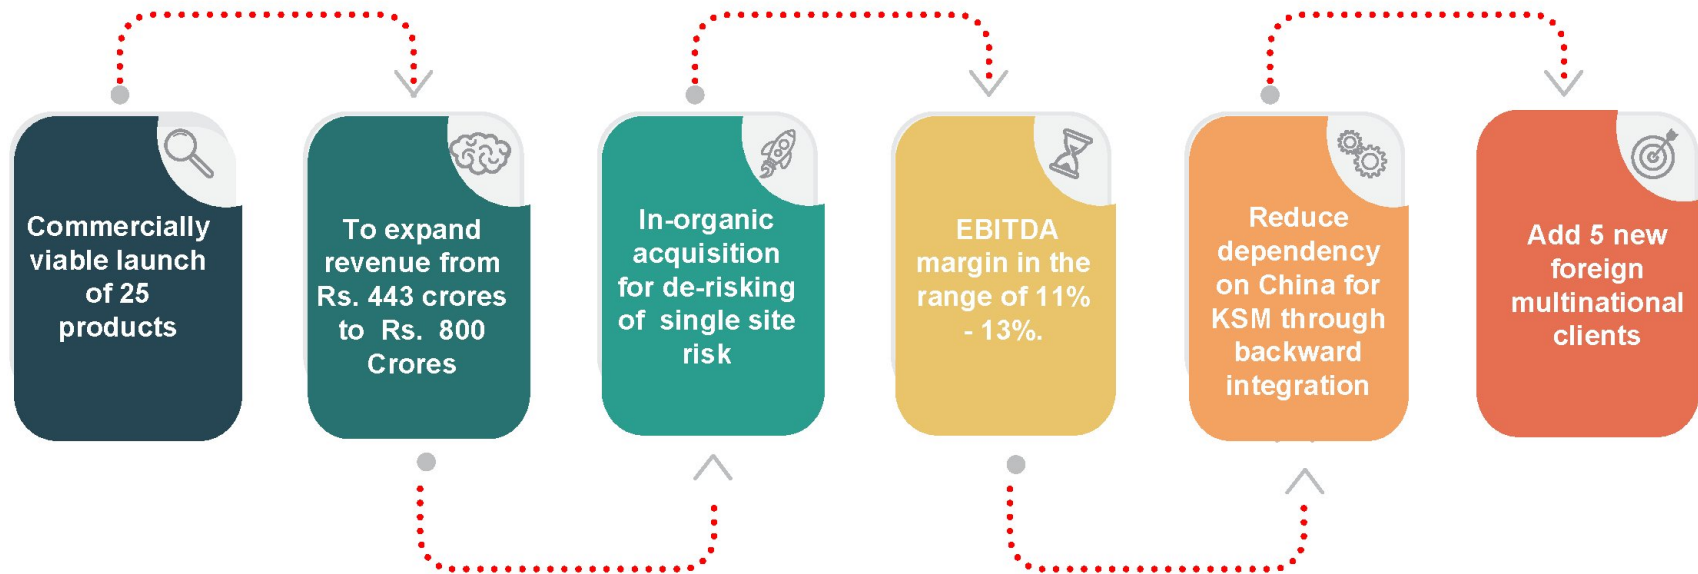 Commercially
viable launch
of 25
products
To expand
revenue from
Rs. 443 crores
to Rs. 800
Crores
In-organic
acquisition
for de-risking
of single site
risk
EBITDA
margin in the
range of 11%
- 13%.
Reduce
dependency
on China for
KSM through
backward
integration
Add 5 new
foreign
multinational
clients